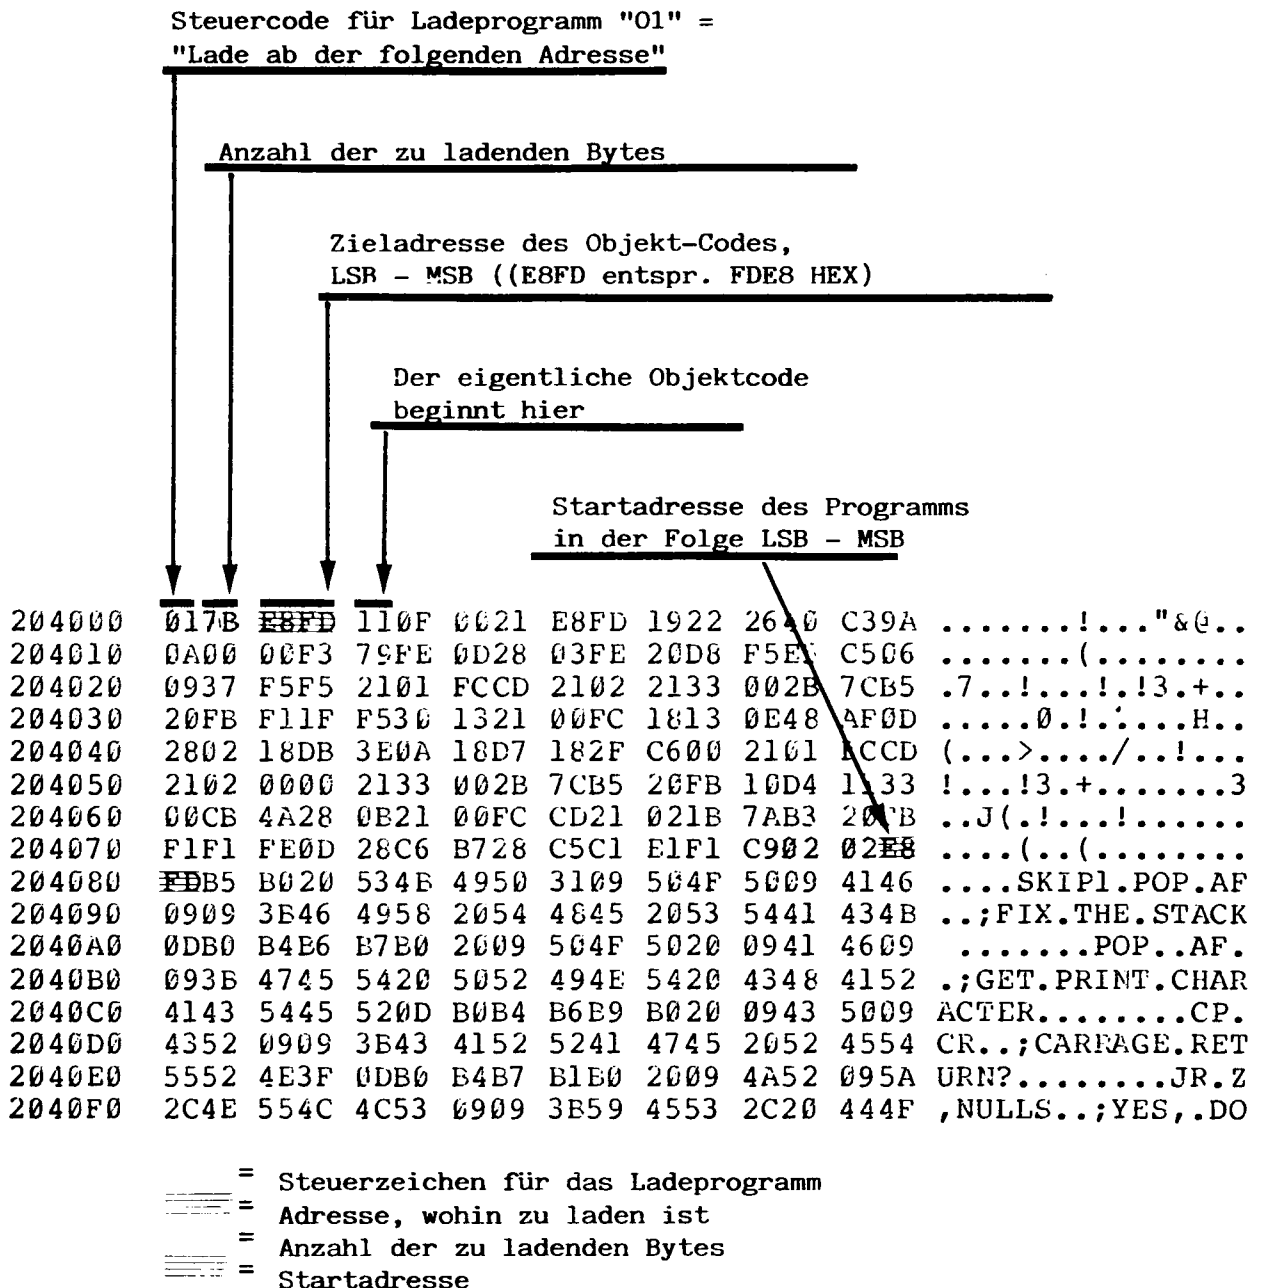 Steuercode für Ladeprogramm "01" =
"Lade ab der folgenden Adresse"
Anzahl der zu ladenden Bytes
Zieladresse des Objekt-Codes,
LSB - MSB ((E8FD entspr. FDE8 HEX)
Der eigentliche Objektcode
beginnt hier
Startadresse des Programms
in der Folge LSB - MSB
204000 017B E8FD 110F 0021 E8FD 1922 2640 C39A .......!..."&@..
204010 0A00 00F3 79FE 0D28 03FE 20D8 F5E5 C506 .......(........
204020 0937 F5F5 2101 FCCD 2102 2133 002B 7CB5 .7..!...!.!3.+..
204030 20FB F11F F530 1321 00FC 1813 0E48 AF0D .....0.!.....H..
204040 2802 18DB 3E0A 18D7 182F C600 2101 FCCD (...>..../..!...
204050 2102 0000 2133 002B 7CB5 20FB 10D4 1133 !...!3.+.......3
204060 00CB 4A28 0B21 00FC CD21 021B 7AB3 20FB ..J(.!...!......
204070 F1F1 FE0D 28C6 B728 C5C1 E1F1 C902 02E8 ....(..(........
204080 FDB5 B020 534B 4950 3109 504F 5009 4146 ....SKIP1.POP.AF
204090 0909 3B46 4958 2054 4845 2053 5441 434B ..;FIX.THE.STACK
2040A0 0DB0 B4B6 B7B0 2009 504F 5020 0941 4609 .......POP..AF.
2040B0 093B 4745 5420 5052 494E 5420 4348 4152 .;GET.PRINT.CHAR
2040C0 4143 5445 520D B0B4 B6B9 B020 0943 5009 ACTER........CP.
2040D0 4352 0909 3B43 4152 5241 4745 2052 4554 CR..;CARRAGE.RET
2040E0 5552 4E3F 0DB0 B4B7 B1B0 2009 4A52 095A URN?........JR.Z
2040F0 2C4E 554C 4C53 0909 3B59 4553 2C20 444F ,NULLS..;YES,.DO
= Steuerzeichen für das Ladeprogramm
= Adresse, wohin zu laden ist
= Anzahl der zu ladenden Bytes
= Startadresse